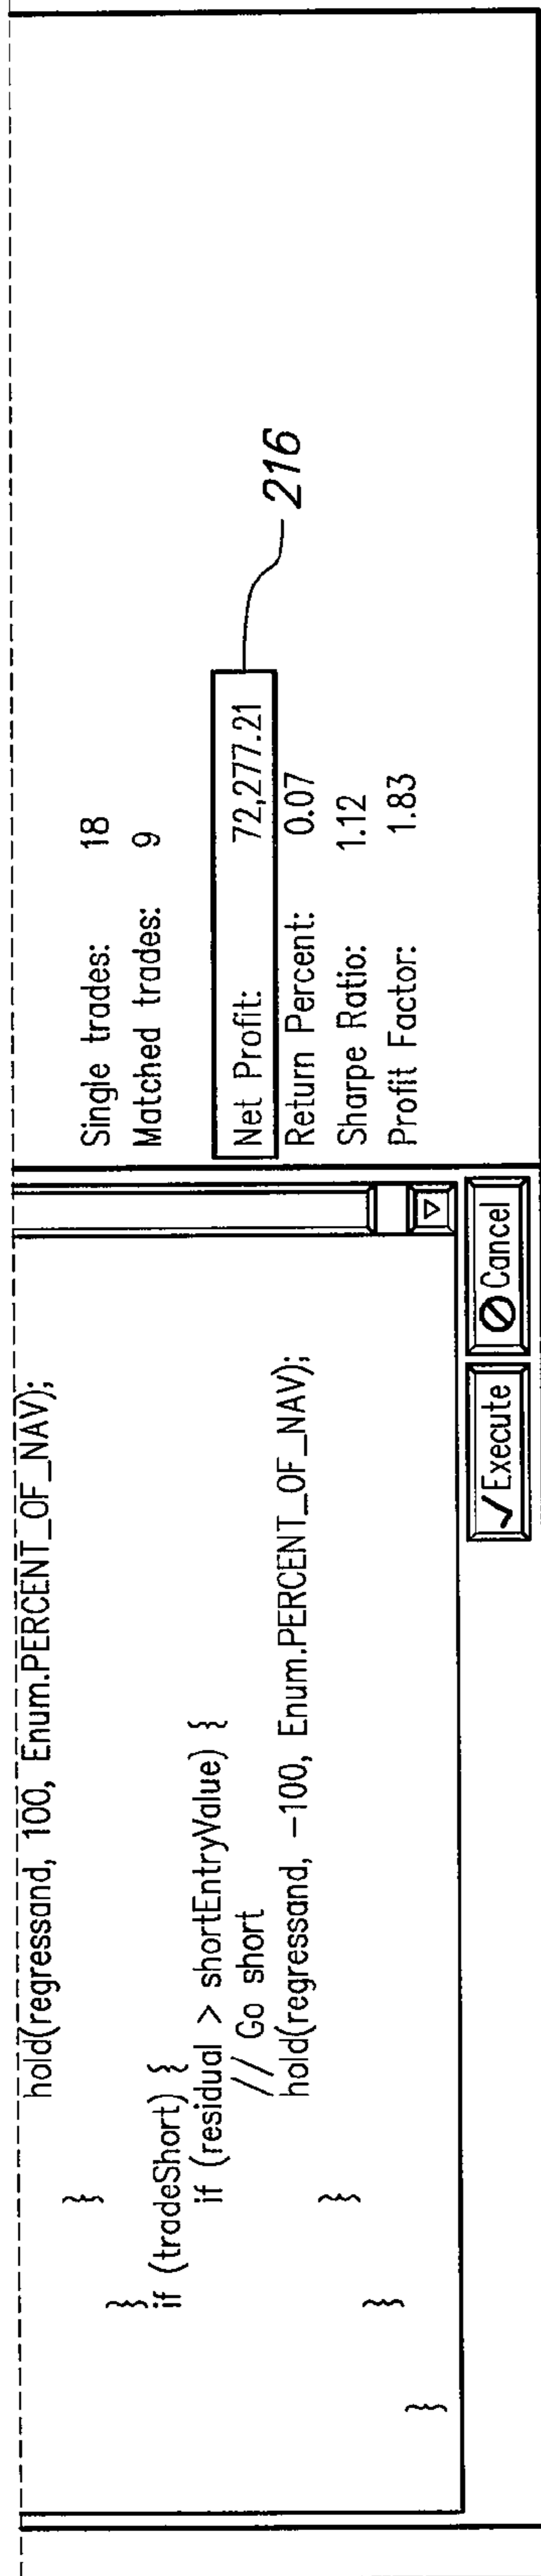 hold(regressand, 100, Enum.PERCENT_OF_NAV);
}
}
if (tradeShort) {
if (residual > shortEntryValue) {
// Go short
hold(regressand, -100, Enum.PERCENT_OF_NAV);
}
}
}
✓ Execute
Cancel
Single trades: 18
Matched trades: 9
Net Profit: 72,277.21
Return Percent: 0.07
Sharpe Ratio: 1.12
Profit Factor: 1.83
216